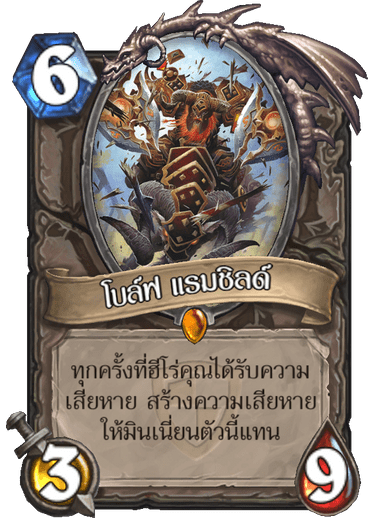 6
โบล์ฟ แรมชิลด์
ทุกครั้งที่ฮีโร่คุณได้รับความ
เสียหาย สร้างความเสียหาย
ให้มินเนี่ยนตัวนี้แทน
3
9